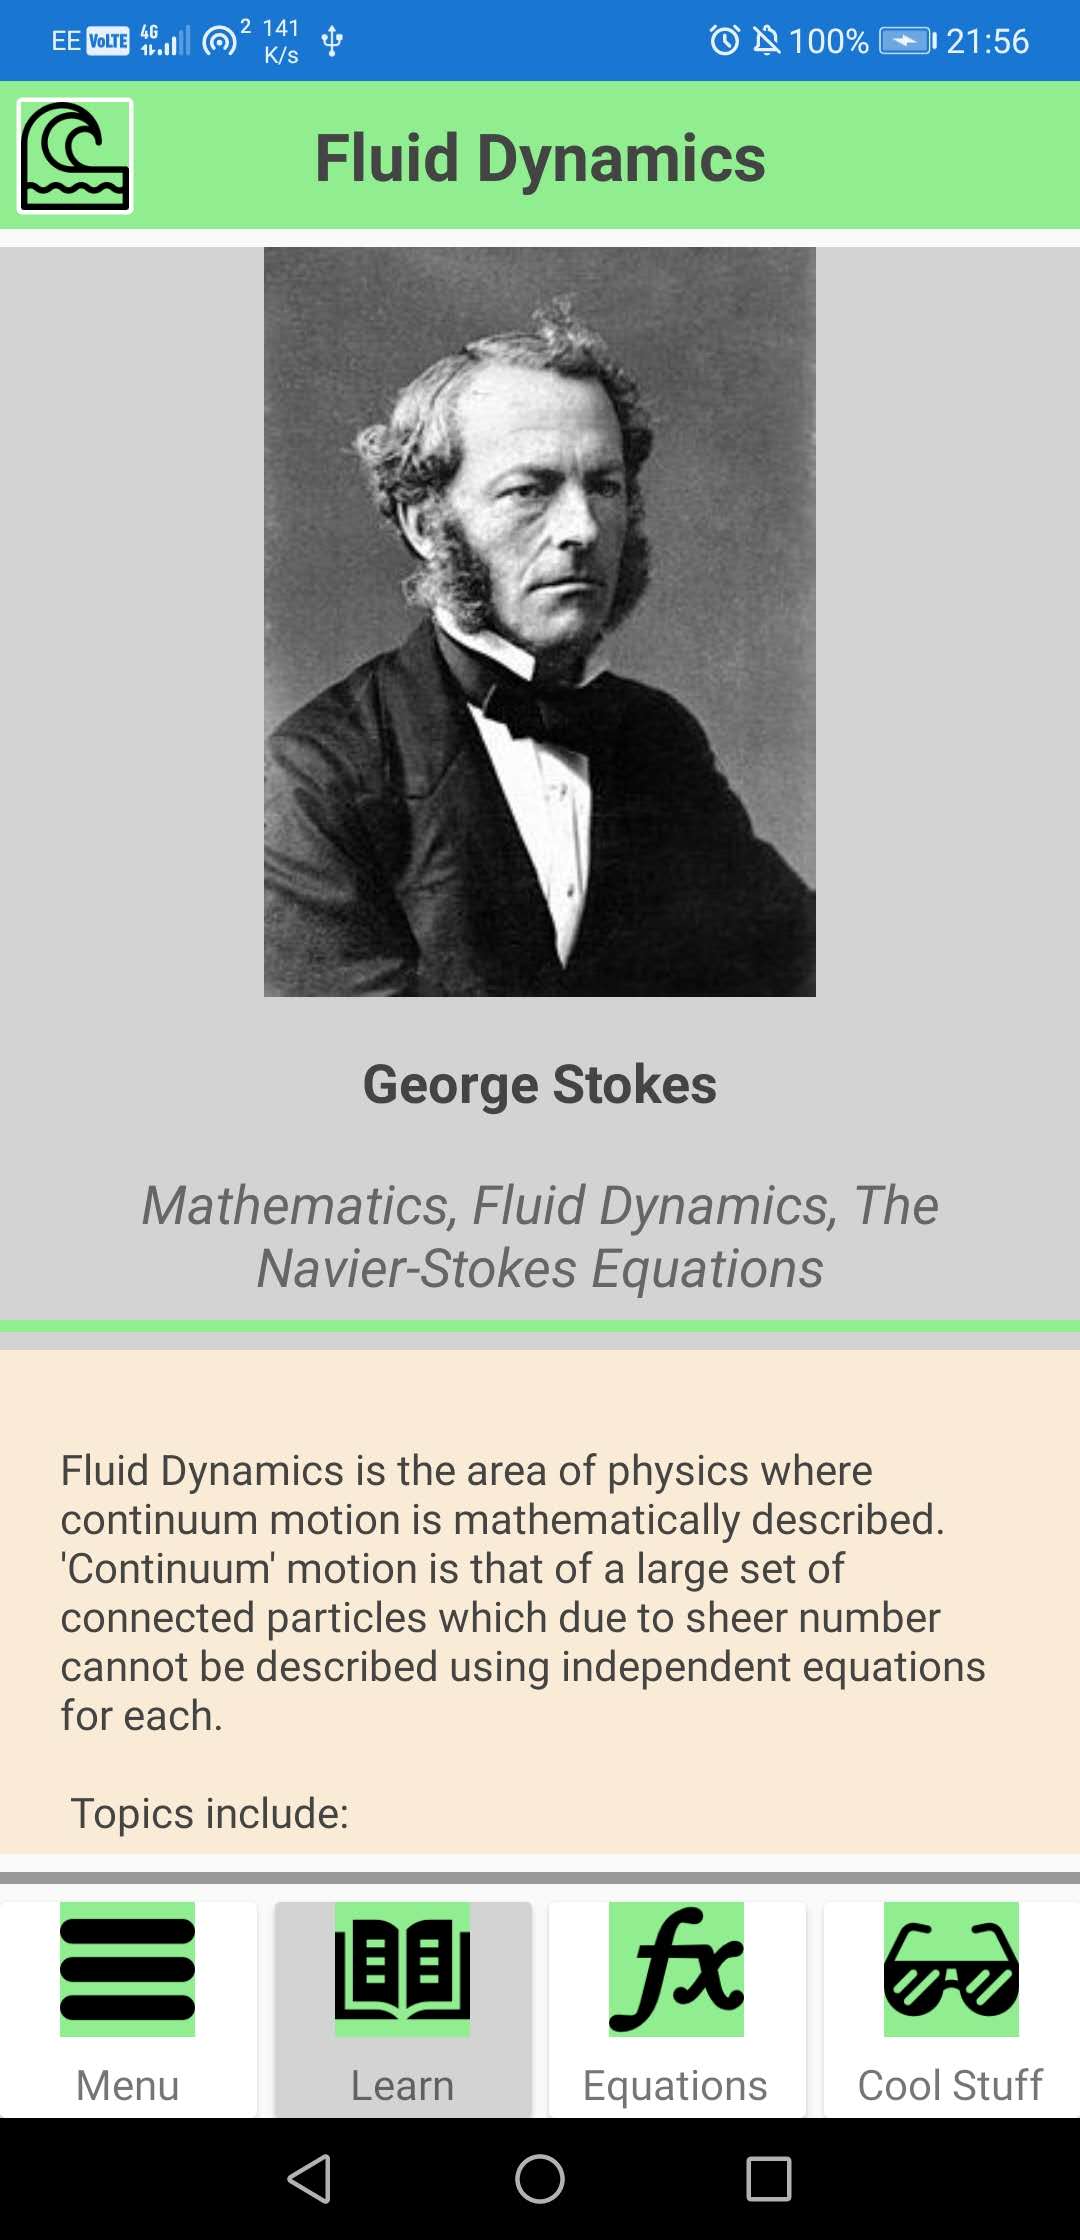 EE VoLTE 4G 2 141 K/s 100% 21:56
Fluid Dynamics
George Stokes
Mathematics, Fluid Dynamics, The
Navier-Stokes Equations
Fluid Dynamics is the area of physics where
continuum motion is mathematically described.
'Continuum' motion is that of a large set of
connected particles which due to sheer number
cannot be described using independent equations
for each.
Topics include:
fx
Menu Learn Equations Cool Stuff